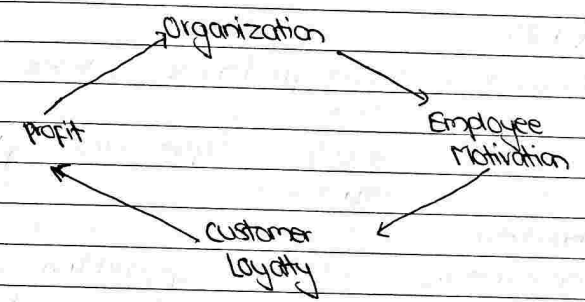 Organization
profit
Employee
Motivation
customer
Loyalty